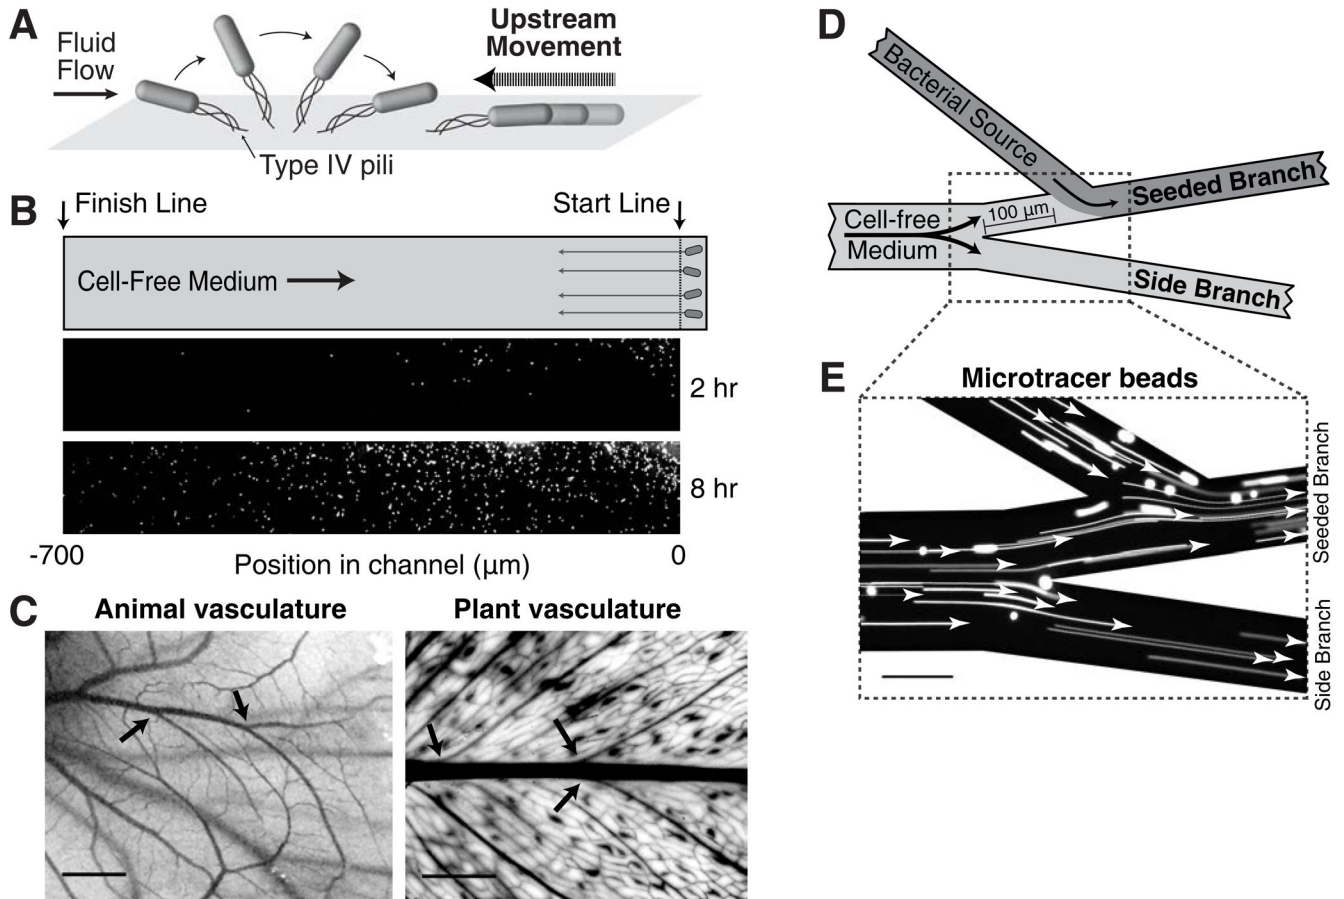 A
Fluid
Flow
Upstream
Movement
Type IV pili
B
Finish Line
Start Line
Cell-Free Medium
2 hr
8 hr
-700
Position in channel (µm)
0
C
Animal vasculature
Plant vasculature
D
Bacterial Source
Seeded Branch
100 µm
Cell-free
Medium
Side Branch
E
Microtracer beads
Seeded Branch
Side Branch